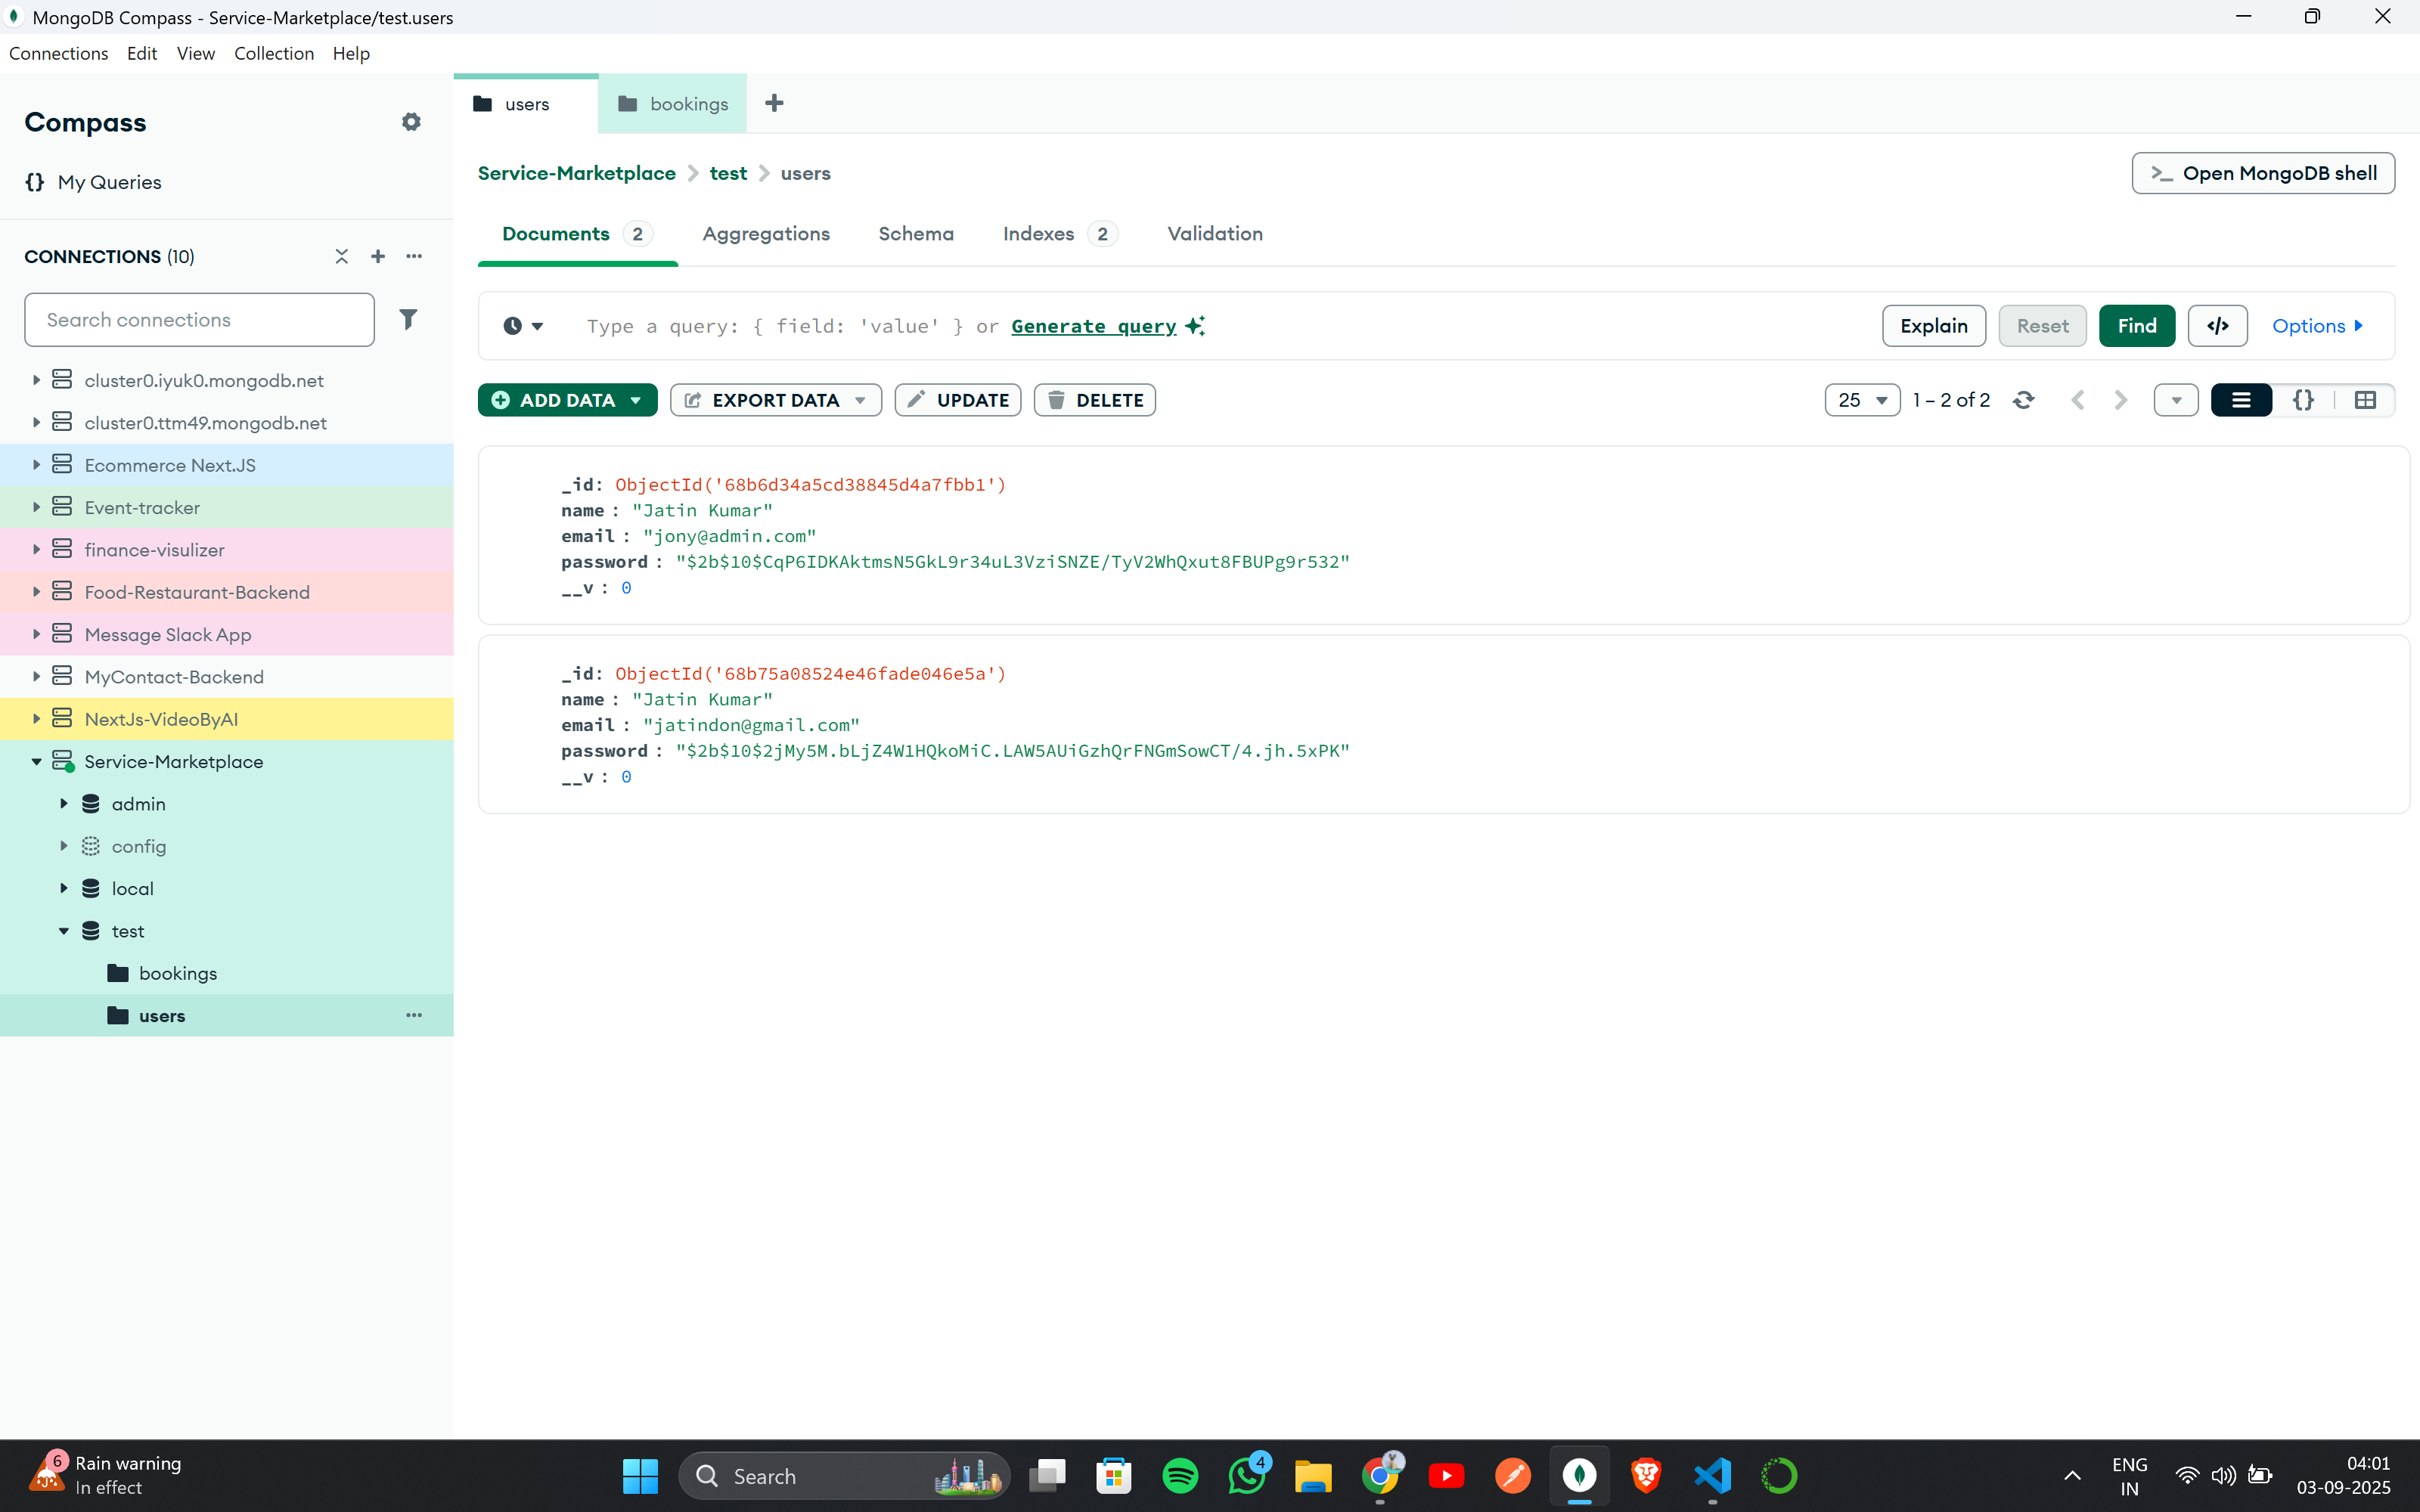 MongoDB Compass - Service-Marketplace/test.users
Connections Edit View Collection Help
Compass
{} My Queries
CONNECTIONS (10)
Search connections
cluster0.iyuk0.mongodb.net
cluster0.ttm49.mongodb.net
Ecommerce Next.JS
Event-tracker
finance-visulizer
Food-Restaurant-Backend
Message Slack App
MyContact-Backend
NextJs-VideoByAI
Service-Marketplace
admin
config
local
test
bookings
users
users bookings
Service-Marketplace > test > users
>_ Open MongoDB shell
Documents 2 Aggregations Schema Indexes 2 Validation
Type a query: { field: 'value' } or Generate query
Explain Reset Find </> Options
ADD DATA EXPORT DATA UPDATE DELETE
25 1 – 2 of 2 {}
_id: ObjectId('68b6d34a5cd38845d4a7fbb1')
name : "Jatin Kumar"
email : "jony@admin.com"
password : "$2b$10$CqP6IDKAktmsN5GkL9r34uL3VziSNZE/TyV2WhQxut8FBUPg9r532"
__v : 0
_id: ObjectId('68b75a08524e46fade046e5a')
name : "Jatin Kumar"
email : "jatindon@gmail.com"
password : "$2b$10$2jMy5M.bLjZ4W1HQkoMiC.LAW5AUiGzhQrFNGmSowCT/4.jh.5xPK"
__v : 0
6
Rain warning
In effect
Search
4
ENG
IN
04:01
03-09-2025